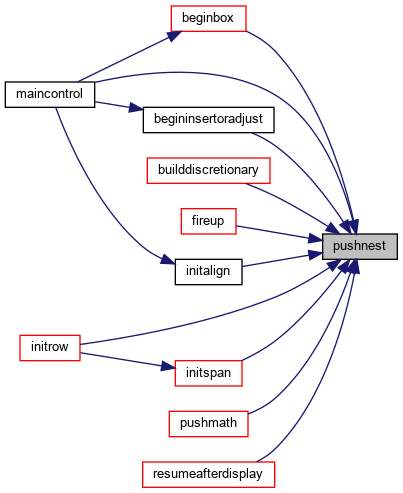 beginbox
maincontrol
begininsertoradjust
builddiscretionary
fireup
pushnest
initalign
initrow
initspan
pushmath
resumeafterdisplay